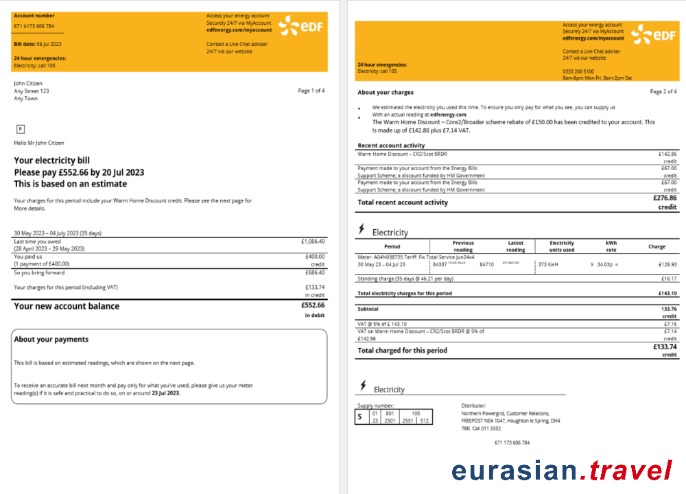 Account number
671 b173 606 784
Bill date: 06 Jul 2023
24 hour emergencies:
Electricity: call 105
Access your energy account
Securely 24/7 via MyAccount
edfenergy.com/myaccount
Contact a Live Chat adviser
24/7 via our website
eDF
John Citizen
Any Street 123
Any Town
Page 1 of 4
P
Hello Mr John Citizen
Your electricity bill
Please pay £552.66 by 20 Jul 2023
This is based on an estimate
Your charges for this period include your Warm Home Discount credit. Please see the next page for
More details.
30 May 2023 – 04 July 2023 (35 days)
Last time you owed £1,086.40
(28 April 2023 – 29 May 2023)
You paid us £400.00
(1 payment of £400.00) credit
So you bring forward £686.40
Your charges for this period (including VAT) £133.74
in credit
Your new account balance £552.66
in debit
About your payments
This bill is based on estimated readings, which are shown on the next page.
To receive an accurate bill next month and pay only for what you've used, please give us your meter
reading(s) if it is safe and practical to do so, on or around 23 Jul 2023.
Access your energy account
Securely 24/7 via MyAccount
edfenergy.com/myaccount
Contact a Live Chat adviser
24/7 via our website
eDF
24 hour emergencies:
Electricity: call 105
0333 200 5100
8am-6pm Mon-Fri, 8am-2pm Sat
About your charges
Page 2 of 4
• We estimated the electricity you used this time. To ensure you only pay for what you see, you can supply us
• With an actual reading at edfenergy.com
• The Warm Home Discount – Core2/Broader scheme rebate of £150.00 has been credited to your account. This
Is made up of £142.86 plus £7.14 VAT.
Recent account activity
Warm Home Discount – CR2/Scot BRDR £142.86
credit
Payment made to your account from the Energy Bills £67.00
Support Scheme; a discount funded by HM Government credit
Payment made to your account from the Energy Bills £67.00
Support Scheme; a discount funded by HM Government credit
Total recent account activity £276.86
credit
Electricity
Period Previous reading Latest reading Electricity units used kWh rate Charge
Meter: A04N038735 Tariff: Fix Total Service Jun24v4
30 May 23 – 04 Jul 23 84337 84710 373 KwH x 34.03p = £126.93
Standing charge (35 days @ 46.21 per day) £16.17
Total electricity charges for this period £143.10
Subtotal 133.76
credit
VAT @ 5% of £ 143.10 £7.16
VAT on Warm Home Discount – CR2/Scot BRDR @ 5% of £7.14
£142.86 credit
Total charged for this period £133.74
credit
Electricity
Supply number:
S 01 801 100
23 2501 2551 512
Distributor:
Northern Powergrid, Customer Relations,
FREEPOST NEA 1047, Houghton le Spring, DH4
7BR. Call 011 3332
671 173 606 784
eurasian.travel